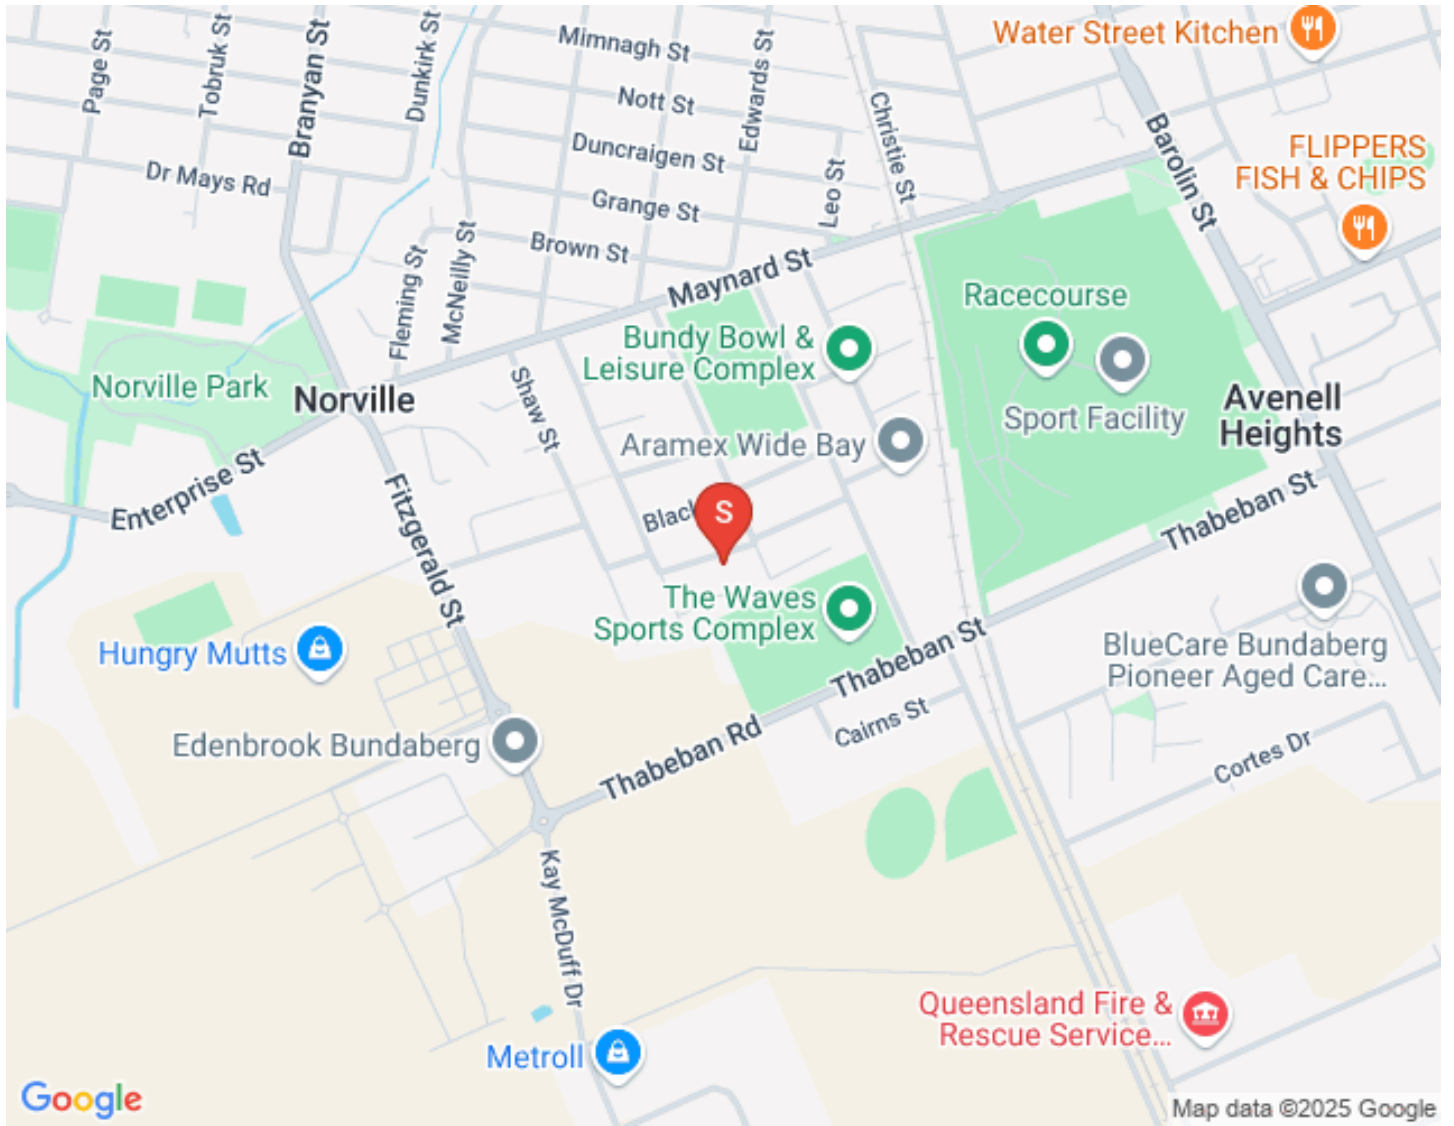 Page St
Tobruk St
Branyan St
Dunkirk St
Mimnagh St
Edwards St
Water Street Kitchen
Nott St
Christie St
Barolin St
Duncraigen St
FLIPPERS
FISH & CHIPS
Dr Mays Rd
Grange St
Leo St
Brown St
McNeilly St
Fleming St
Maynard St
Racecourse
Bundy Bowl &
Leisure Complex
Norville Park
Norville
Shaw St
Sport Facility
Avenell
Heights
Aramex Wide Bay
Enterprise St
Fitzgerald St
Blac
S
Thabeban St
The Waves
Sports Complex
Hungry Mutts
Thabeban St
BlueCare Bundaberg
Pioneer Aged Care...
Edenbrook Bundaberg
Thabeban Rd
Cairns St
Cortes Dr
Kay McDuff Dr
Queensland Fire &
Rescue Service...
Metroll
Google
Map data ©2025 Google